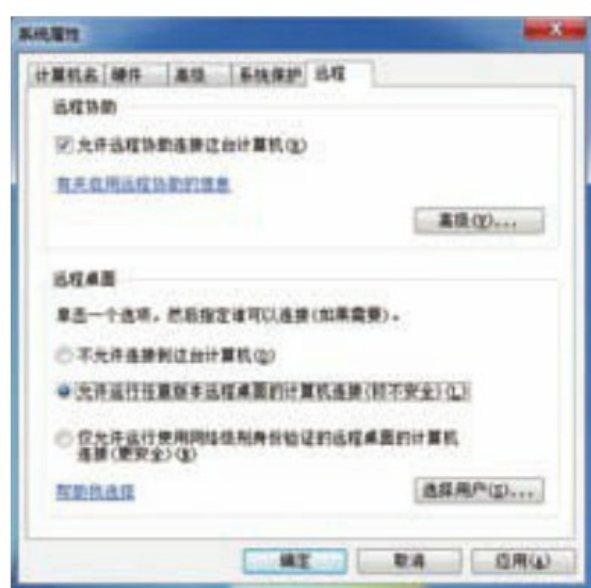 系统属性
计算机名 硬件 高级 系统保护 远程
远程协助
允许远程协助连接这台计算机(R)
有关启用远程协助的信息
高级(V)...
远程桌面
单击一个选项，然后指定谁可以连接(如果需要)。
不允许连接到这台计算机(D)
允许运行任意版本远程桌面的计算机连接(较不安全)(L)
仅允许运行使用网络级别身份验证的远程桌面的计算机
连接(更安全)(N)
帮助我选择
选择用户(S)...
确定 取消 应用(A)